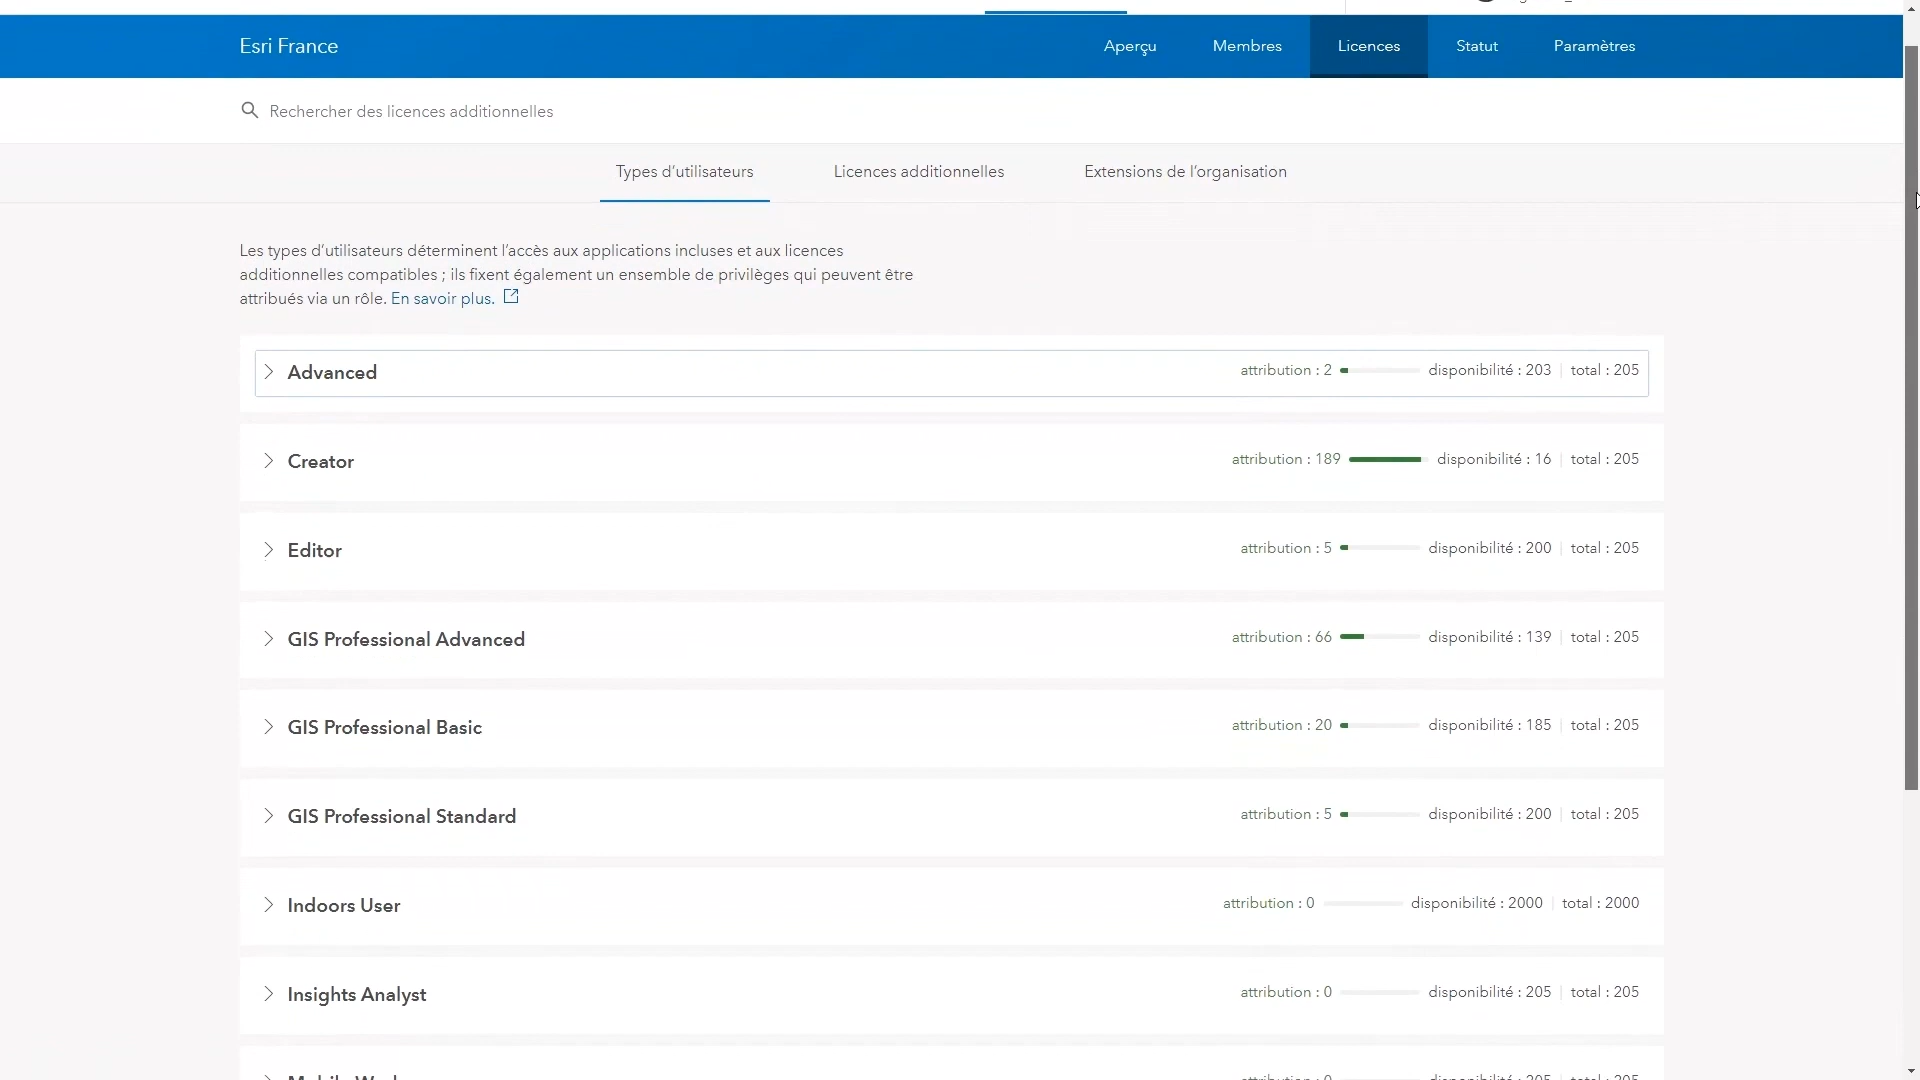 Esri France
Aperçu
Membres
Licences
Statut
Paramètres
Rechercher des licences additionnelles
Types d’utilisateurs
Licences additionnelles
Extensions de l’organisation
Les types d’utilisateurs déterminent l’accès aux applications incluses et aux licences
additionnelles compatibles ; ils fixent également un ensemble de privilèges qui peuvent être
attribués via un rôle. En savoir plus.
Advanced attribution : 2 disponibilité : 203 total : 205
Creator attribution : 189 disponibilité : 16 total : 205
Editor attribution : 5 disponibilité : 200 total : 205
GIS Professional Advanced attribution : 66 disponibilité : 139 total : 205
GIS Professional Basic attribution : 20 disponibilité : 185 total : 205
GIS Professional Standard attribution : 5 disponibilité : 200 total : 205
Indoors User attribution : 0 disponibilité : 2000 total : 2000
Insights Analyst attribution : 0 disponibilité : 205 total : 205